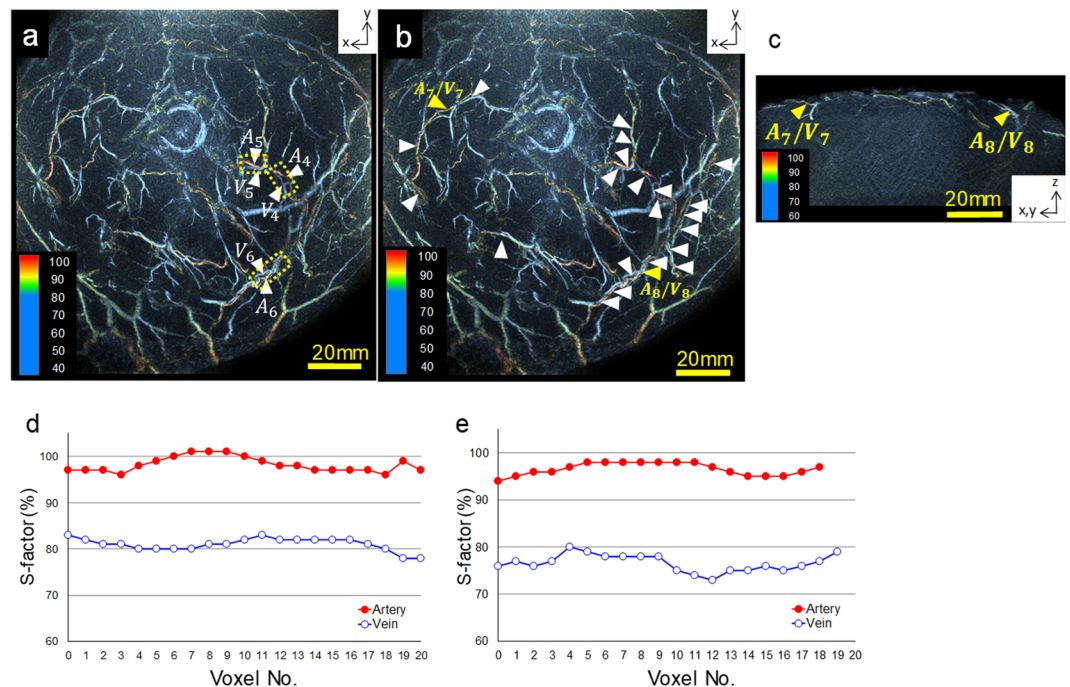 a
y
x
A5
A4
V5
V4
V6
A6
100
90
80
70
60
50
40
20mm
b
y
x
A7/V7
A8/V8
100
90
80
70
60
50
40
20mm
c
A7/V7
A8/V8
100
90
80
70
60
20mm
z
x,y
d
S-factor (%)
100
90
80
70
60
Artery
Vein
0 1 2 3 4 5 6 7 8 9 10 11 12 13 14 15 16 17 18 19 20
Voxel No.
e
S-factor (%)
100
90
80
70
60
Artery
Vein
0 1 2 3 4 5 6 7 8 9 10 11 12 13 14 15 16 17 18 19 20
Voxel No.